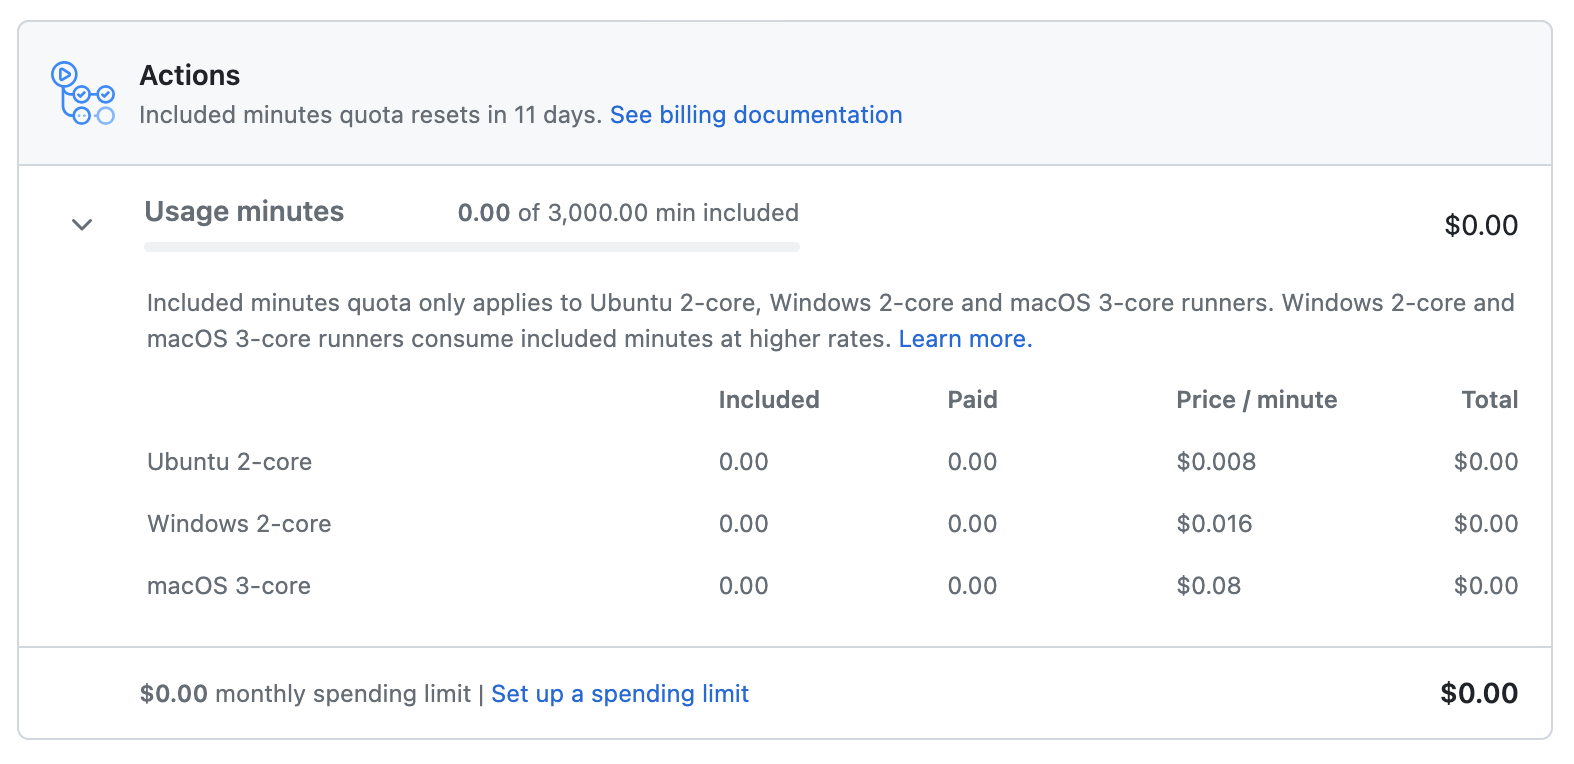 Actions
Included minutes quota resets in 11 days. See billing documentation
Usage minutes 0.00 of 3,000.00 min included $0.00
Included minutes quota only applies to Ubuntu 2-core, Windows 2-core and macOS 3-core runners. Windows 2-core and
macOS 3-core runners consume included minutes at higher rates. Learn more.
Included Paid Price / minute Total
Ubuntu 2-core 0.00 0.00 $0.008 $0.00
Windows 2-core 0.00 0.00 $0.016 $0.00
macOS 3-core 0.00 0.00 $0.08 $0.00
$0.00 monthly spending limit | Set up a spending limit $0.00